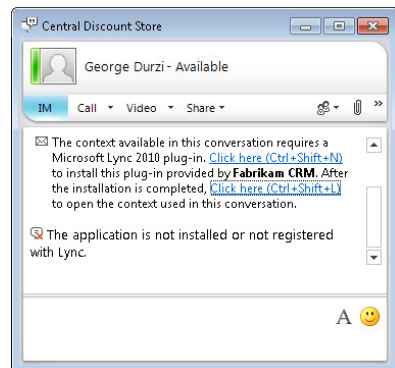 Central Discount Store
George Durzi - Available
IM Call Video Share
The context available in this conversation requires a
Microsoft Lync 2010 plug-in. Click here (Ctrl+Shift+N)
to install this plug-in provided by Fabrikam CRM. After
the installation is completed, Click here (Ctrl+Shift+L)
to open the context used in this conversation.
The application is not installed or not registered
with Lync.
A